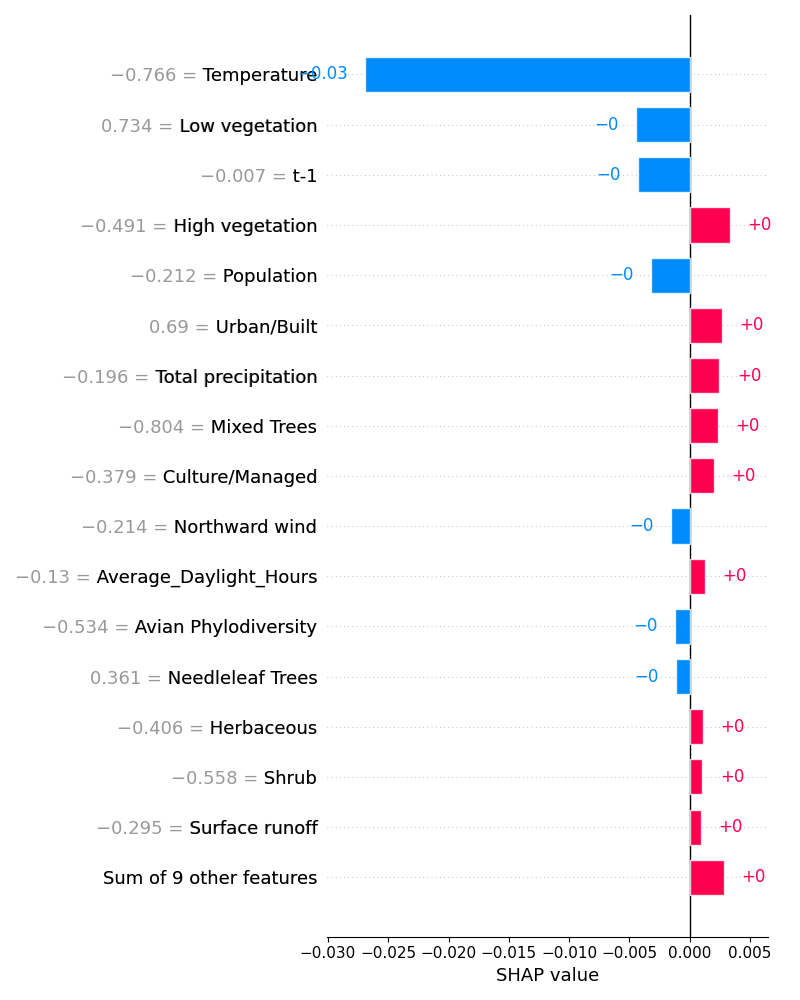 −0.766 = Temperature −0.03
0.734 = Low vegetation −0
−0.007 = t-1 −0
−0.491 = High vegetation +0
−0.212 = Population −0
0.69 = Urban/Built +0
−0.196 = Total precipitation +0
−0.804 = Mixed Trees +0
−0.379 = Culture/Managed +0
−0.214 = Northward wind −0
−0.13 = Average_Daylight_Hours +0
−0.534 = Avian Phylodiversity −0
0.361 = Needleleaf Trees −0
−0.406 = Herbaceous +0
−0.558 = Shrub +0
−0.295 = Surface runoff +0
Sum of 9 other features +0
−0.030 −0.025 −0.020 −0.015 −0.010 −0.005 0.000 0.005
SHAP value